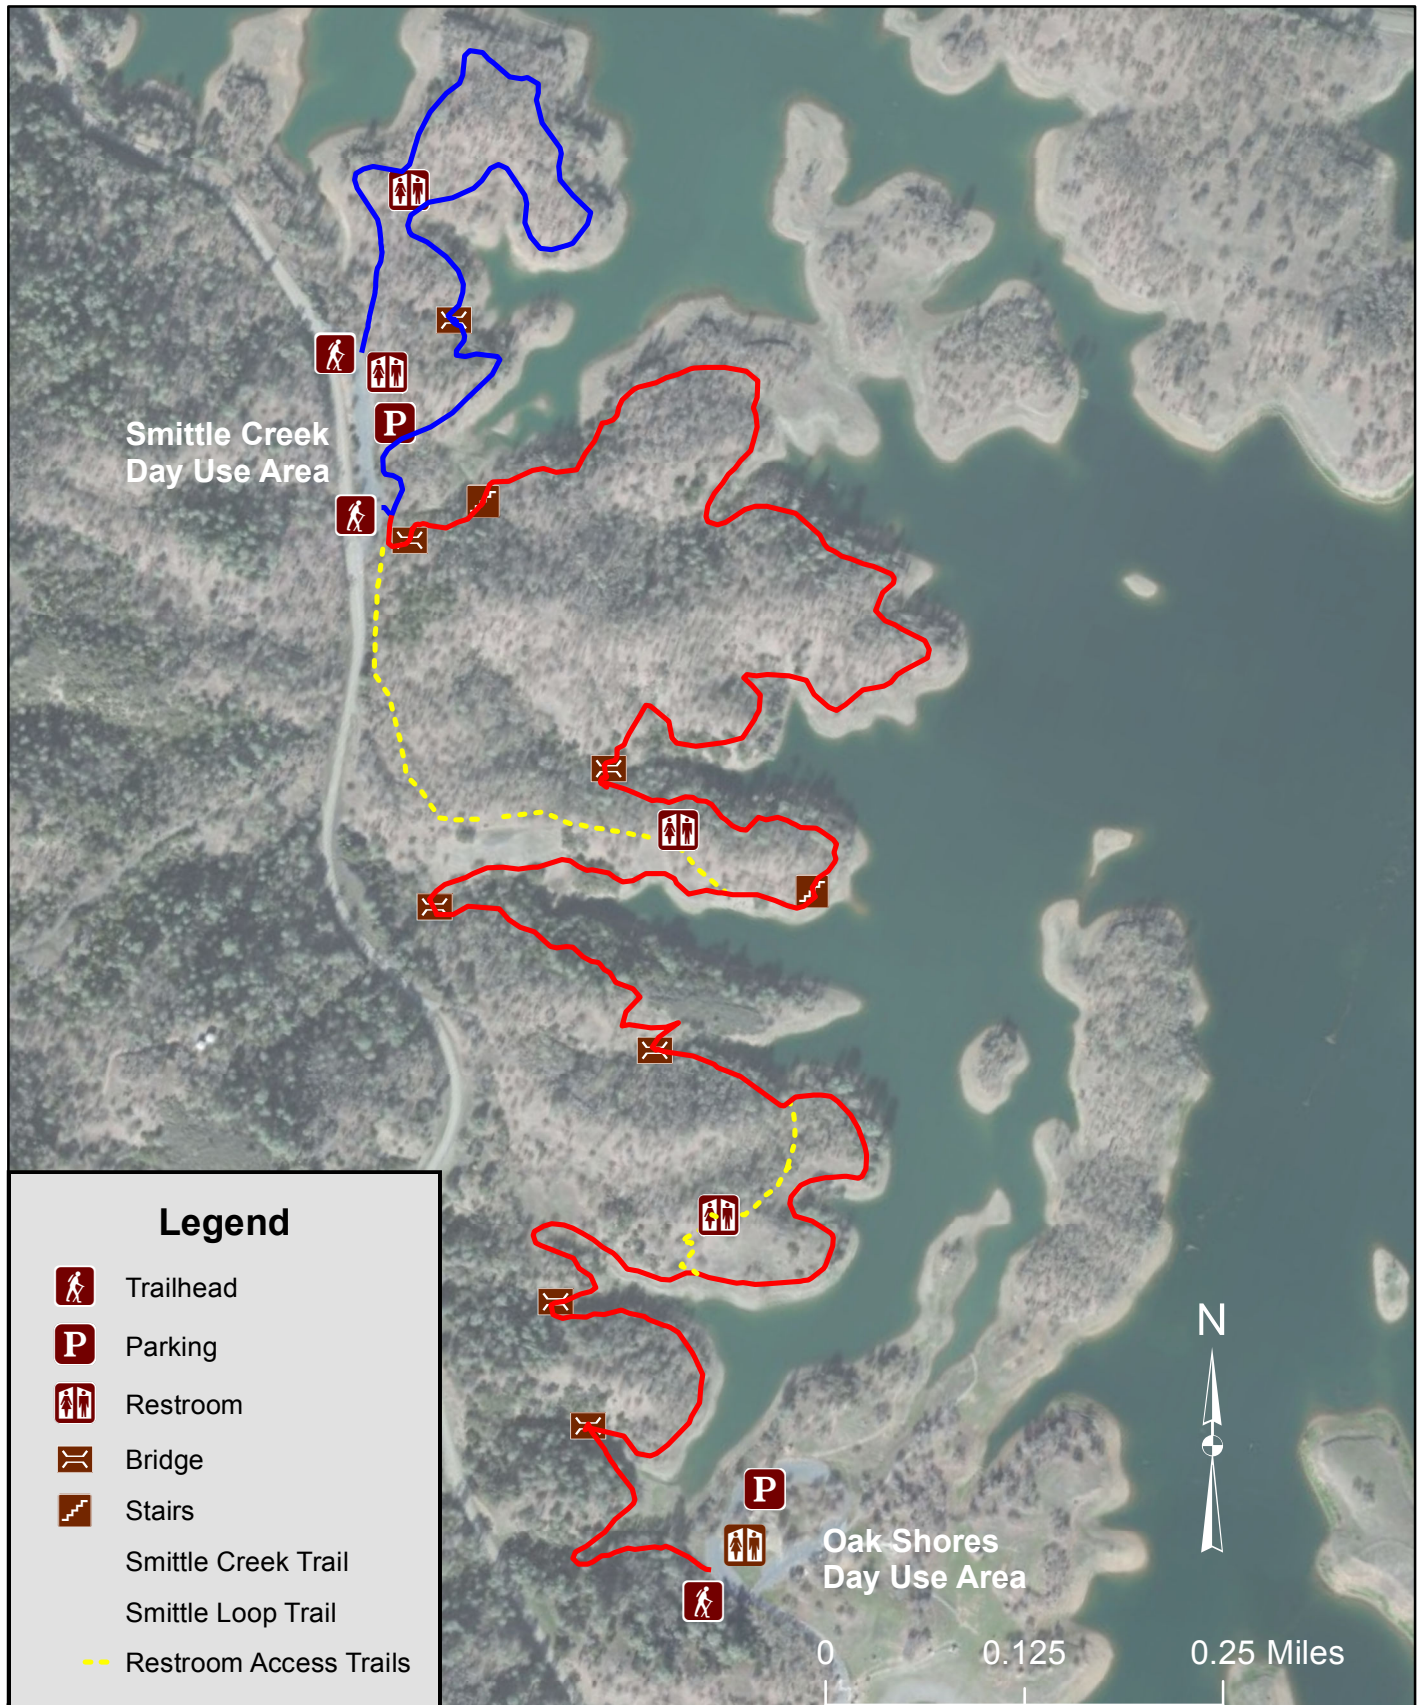 Smittle Creek
Day Use Area
P
Legend
Trailhead
P
Parking
Restroom
Bridge
Stairs
Smittle Creek Trail
Smittle Loop Trail
Restroom Access Trails
N
P
Oak Shores
Day Use Area
0 0.125 0.25 Miles